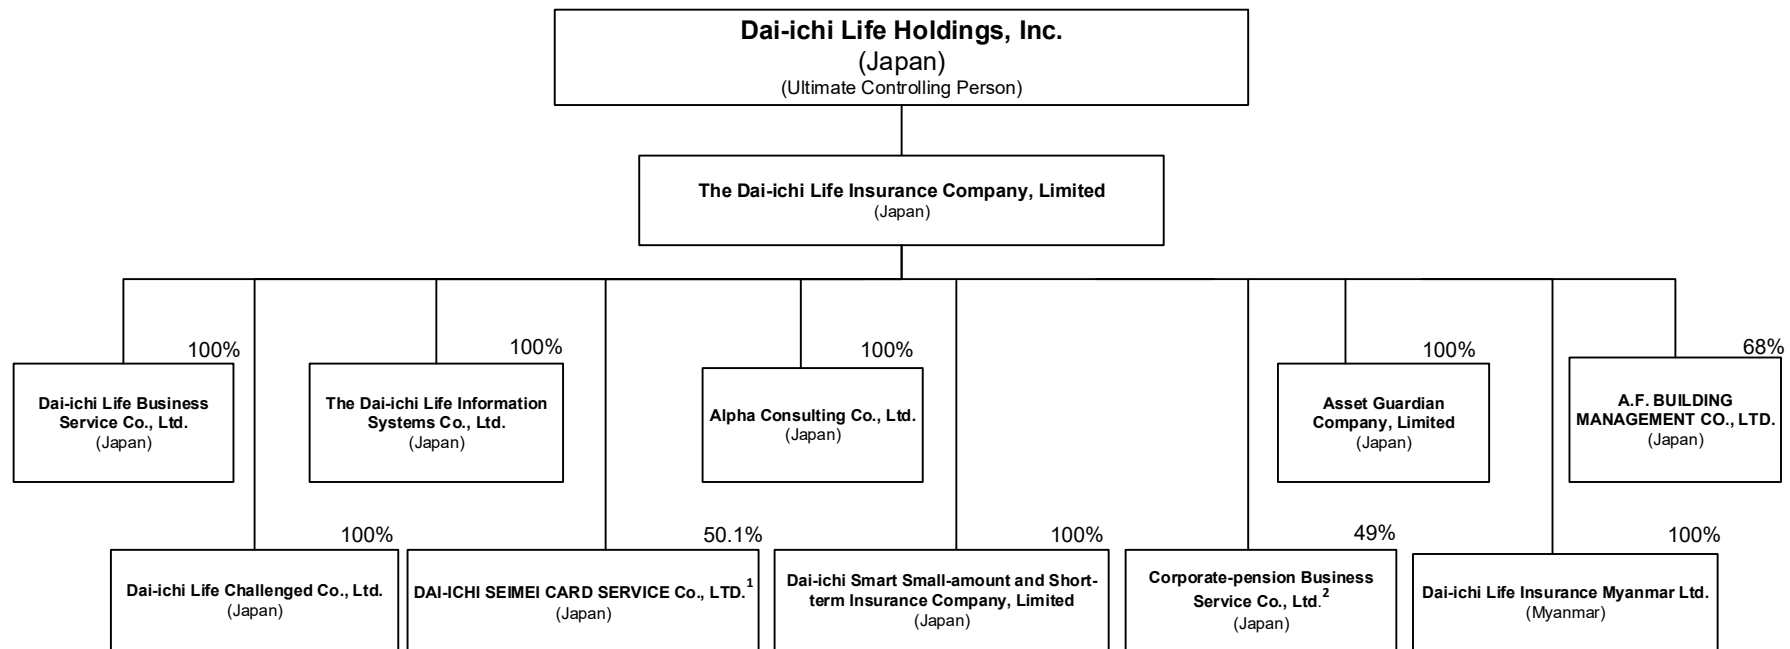 Dai-ichi Life Holdings, Inc.
(Japan)
(Ultimate Controlling Person)
The Dai-ichi Life Insurance Company, Limited
(Japan)
100%
Dai-ichi Life Business
Service Co., Ltd.
(Japan)
100%
The Dai-ichi Life Information
Systems Co., Ltd.
(Japan)
100%
Alpha Consulting Co., Ltd.
(Japan)
100%
Asset Guardian
Company, Limited
(Japan)
68%
A.F. BUILDING
MANAGEMENT CO., LTD.
(Japan)
100%
Dai-ichi Life Challenged Co., Ltd.
(Japan)
50.1%
DAI-ICHI SEIMEI CARD SERVICE Co., LTD.1
(Japan)
100%
Dai-ichi Smart Small-amount and Short-
term Insurance Company, Limited
(Japan)
49%
Corporate-pension Business
Service Co., Ltd.2
(Japan)
100%
Dai-ichi Life Insurance Myanmar Ltd.
(Myanmar)